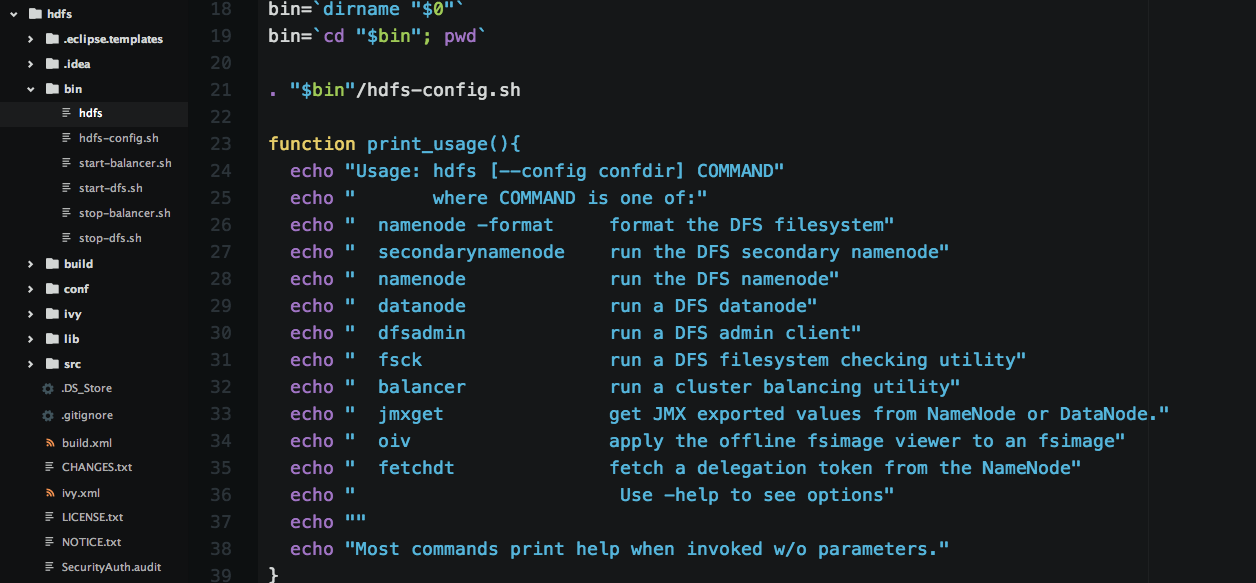 hdfs
.eclipse.templates
.idea
bin
hdfs
hdfs-config.sh
start-balancer.sh
start-dfs.sh
stop-balancer.sh
stop-dfs.sh
build
conf
ivy
lib
src
.DS_Store
.gitignore
build.xml
CHANGES.txt
ivy.xml
LICENSE.txt
NOTICE.txt
SecurityAuth.audit
18 bin=`dirname "$0"`
19 bin=`cd "$bin"; pwd`
20
21 . "$bin"/hdfs-config.sh
22
23 function print_usage(){
24   echo "Usage: hdfs [--config confdir] COMMAND"
25   echo "       where COMMAND is one of:"
26   echo "  namenode -format     format the DFS filesystem"
27   echo "  secondarynamenode    run the DFS secondary namenode"
28   echo "  namenode             run the DFS namenode"
29   echo "  datanode             run a DFS datanode"
30   echo "  dfsadmin             run a DFS admin client"
31   echo "  fsck                 run a DFS filesystem checking utility"
32   echo "  balancer             run a cluster balancing utility"
33   echo "  jmxget               get JMX exported values from NameNode or DataNode."
34   echo "  oiv                  apply the offline fsimage viewer to an fsimage"
35   echo "  fetchdt              fetch a delegation token from the NameNode"
36   echo "                        Use -help to see options"
37   echo ""
38   echo "Most commands print help when invoked w/o parameters."
39 }